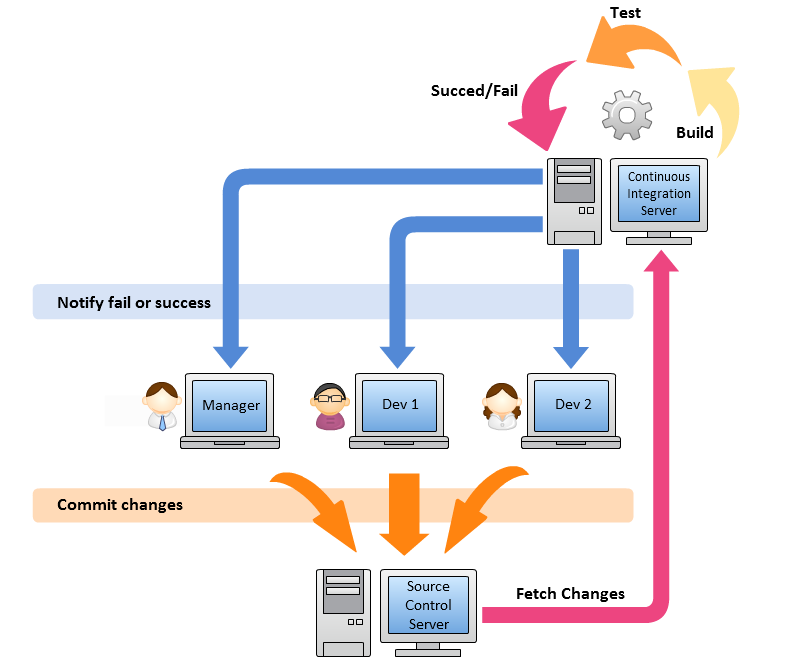 Test
Succed/Fail
Build
Continuous
Integration
Server
Notify fail or success
Manager
Dev 1
Dev 2
Commit changes
Source
Control
Server
Fetch Changes